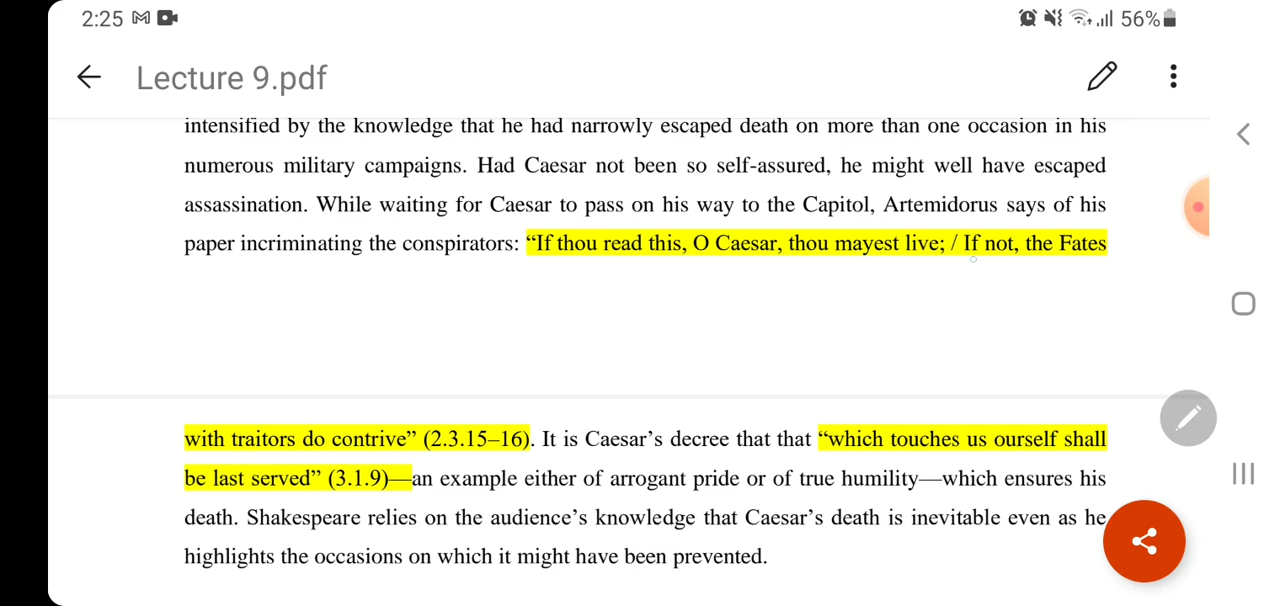 2:25 56%
Lecture 9.pdf
intensified by the knowledge that he had narrowly escaped death on more than one occasion in his
numerous military campaigns. Had Caesar not been so self-assured, he might well have escaped
assassination. While waiting for Caesar to pass on his way to the Capitol, Artemidorus says of his
paper incriminating the conspirators: “If thou read this, O Caesar, thou mayest live; / If not, the Fates
with traitors do contrive” (2.3.15–16). It is Caesar’s decree that that “which touches us ourself shall
be last served” (3.1.9)—an example either of arrogant pride or of true humility—which ensures his
death. Shakespeare relies on the audience’s knowledge that Caesar’s death is inevitable even as he
highlights the occasions on which it might have been prevented.